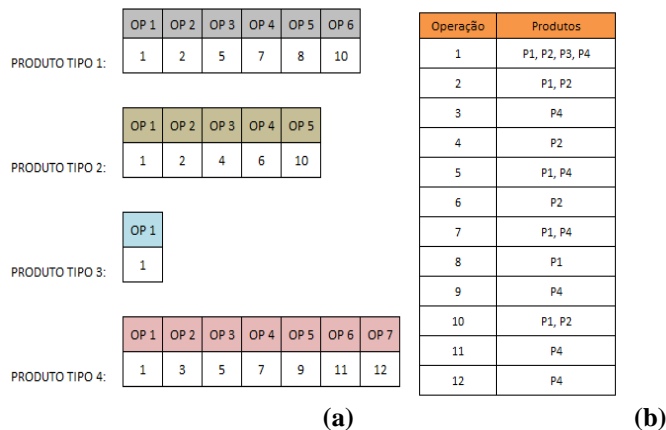 OP 1 OP 2 OP 3 OP 4 OP 5 OP 6
PRODUTO TIPO 1: 1 2 5 7 8 10
OP 1 OP 2 OP 3 OP 4 OP 5
PRODUTO TIPO 2: 1 2 4 6 10
OP 1
PRODUTO TIPO 3: 1
OP 1 OP 2 OP 3 OP 4 OP 5 OP 6 OP 7
PRODUTO TIPO 4: 1 3 5 7 9 11 12
(a)
Operação Produtos
1 P1, P2, P3, P4
2 P1, P2
3 P4
4 P2
5 P1, P4
6 P2
7 P1, P4
8 P1
9 P4
10 P1, P2
11 P4
12 P4
(b)